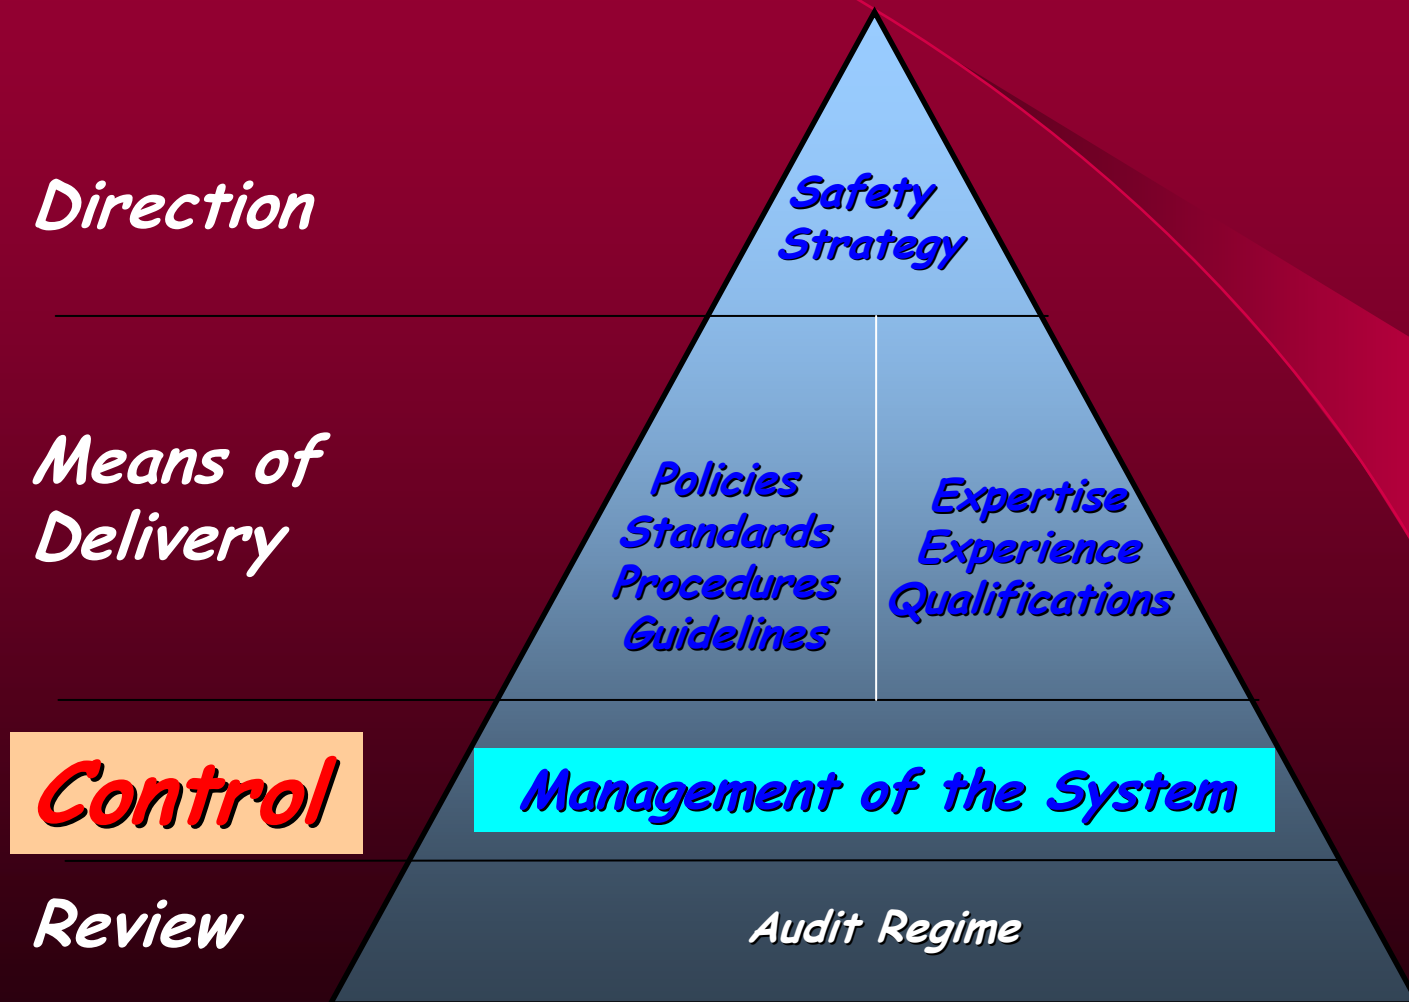 Direction
Safety
Strategy
Means of
Delivery
Policies
Standards
Procedures
Guidelines
Expertise
Experience
Qualifications
Control
Management of the System
Review
Audit Regime